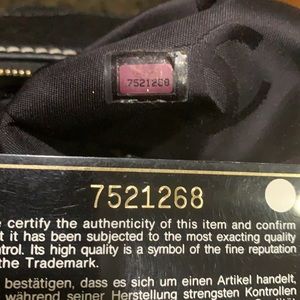 7521268
7521268
e certify the authenticity of this item and confirm
t it has been subjected to the most exacting quality
trol. Its high quality is a symbol of the fine reputation
the Trademark.
bestätigen, dass es sich um einen Artikel handelt,
während seiner Herstellung strengsten Kontrollen